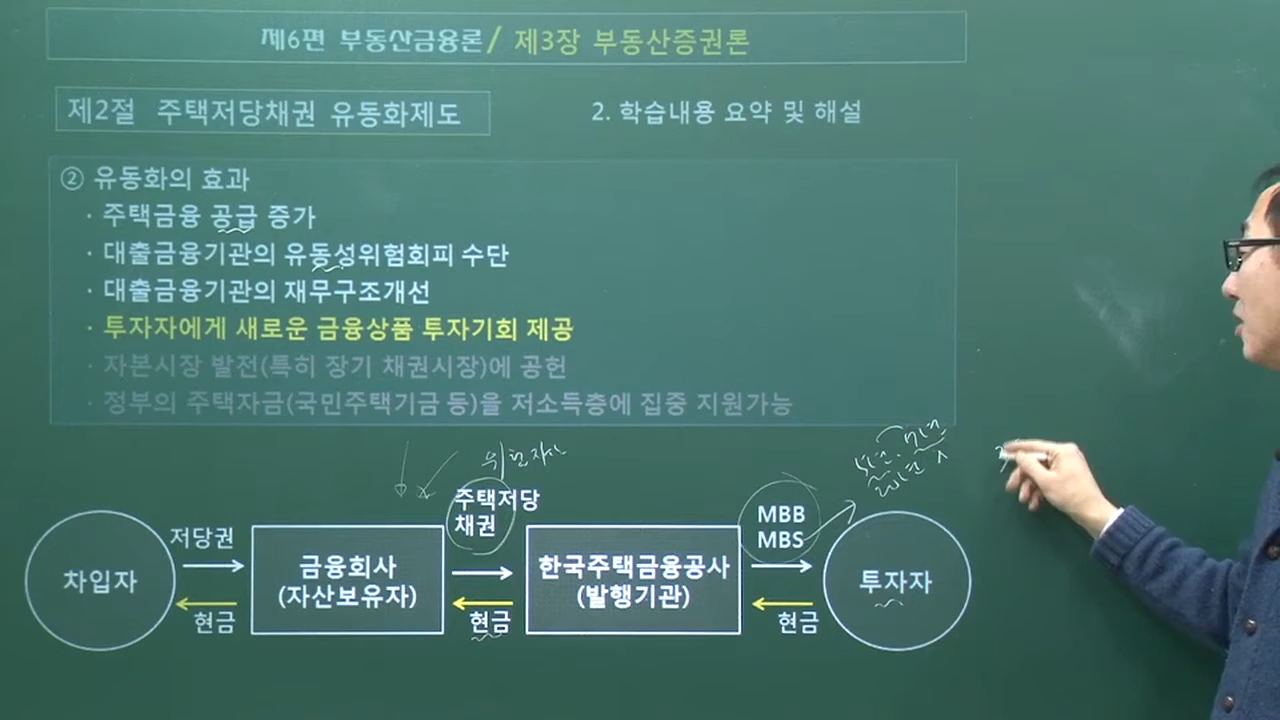 제6편 부동산금융론 / 제3장 부동산증권론
제2절 주택저당채권 유동화제도
2. 학습내용 요약 및 해설
② 유동화의 효과
· 주택금융 공급 증가
· 대출금융기관의 유동성위험회피 수단
· 대출금융기관의 재무구조개선
· 투자자에게 새로운 금융상품 투자기회 제공
· 자본시장 발전(특히 장기 채권시장)에 공헌
· 정부의 주택자금(국민주택기금 등)을 저소득층에 집중 지원가능
위험자산
차입자
저당권
현금
금융회사
(자산보유자)
주택저당
채권
현금
한국주택금융공사
(발행기관)
MBB
MBS
현금
투자자